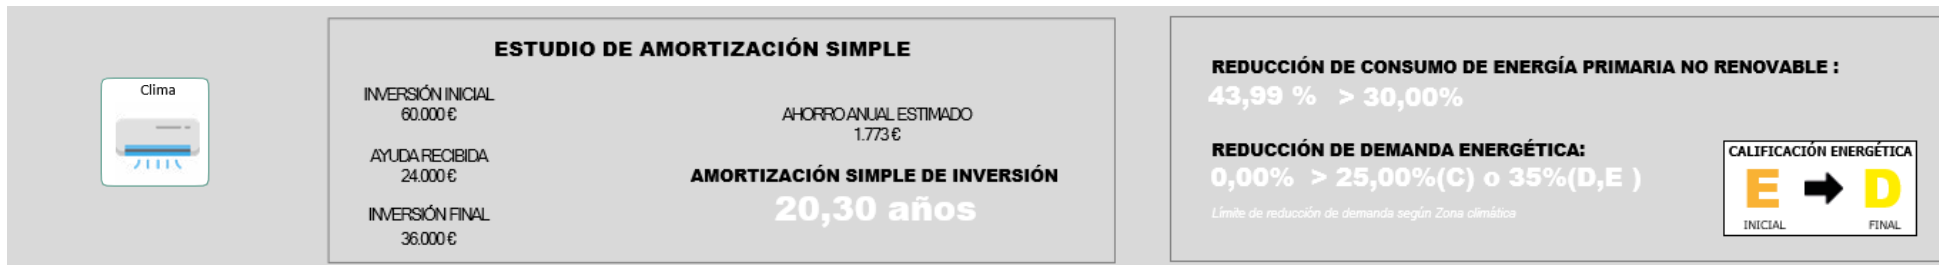 Clima
ESTUDIO DE AMORTIZACIÓN SIMPLE
INVERSIÓN INICIAL
60.000 €
AYUDA RECIBIDA
24.000 €
INVERSIÓN FINAL
36.000 €
AHORRO ANUAL ESTIMADO
1.773 €
AMORTIZACIÓN SIMPLE DE INVERSIÓN
20,30 años
REDUCCIÓN DE CONSUMO DE ENERGÍA PRIMARIA NO RENOVABLE :
43,99 % > 30,00%
REDUCCIÓN DE DEMANDA ENERGÉTICA:
0,00% > 25,00%(C) o 35%(D,E )
Límite de reducción de demanda según Zona climática
CALIFICACIÓN ENERGÉTICA
E D
INICIAL FINAL